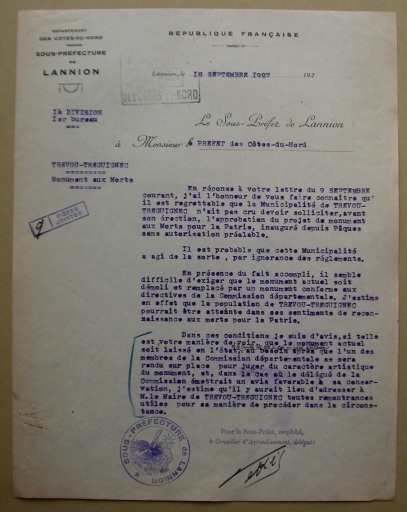 RÉPUBLIQUE FRANÇAISE
DÉPARTEMENT
DES COTES-DU-NORD
SOUS-PRÉFECTURE
DE
LANNION
Lannion, le 12 SEPTEMBRE 1927 192
DES COTES-DU-NORD
1è DIVISION
1er bureau
Le Sous-Préfet de Lannion
à Monsieur le PREFET des Côtes-du-Nord
TREVOU-TREGUIGNEC
Monument aux Morts
9 PIÈCES
JOINTES
En réponse à votre lettre du 9 SEPTEMBRE
courant, j'ai l'honneur de vous faire connaître qu'
il est regrettable que la Municipalité de TREVOU-
TREGUIGNEC n'ait pas cru devoir solliciter, avant
son érection, l'approbation du projet de monument
aux Morts pour la Patrie, inauguré depuis Pâques
sans autorisation préalable.
Il est probable que cette Municipalité
a agi de la sorte, par ignorance des règlements.
En présence du fait accompli, il semble
difficile d'exiger que le monument actuel soit
démoli et remplacé par un monument conforme aux
directives de la Commission départementale. J'estime
en effet que la population de TREVOU-TREGUIGNEC
pourrait être atteinte dans ses sentiments de recon-
naissance aux morts pour la Patrie.
Dans ces conditions je suis d'avis, si telle
est votre manière de voir, que le monument actuel
soit laissé en l'état, au besoin après que l'un des
membres de la Commission départementale se sera
rendu sur place pour juger du caractère artistique
du monument, et, dans le cas où le délégué de la
Commission émettrait un avis favorable à sa conser-
vation, j'estime qu'il y aurait lieu d'adresser à
M.le Maire de TREVOU-TREGUIGNEC toutes remontrances
utiles pour sa manière de procéder dans la circons-
tance.
Pour le Sous-Préfet, empêché,
le Conseiller d'Arrondissement, délégué
SOUS-PRÉFECTURE de LANNION